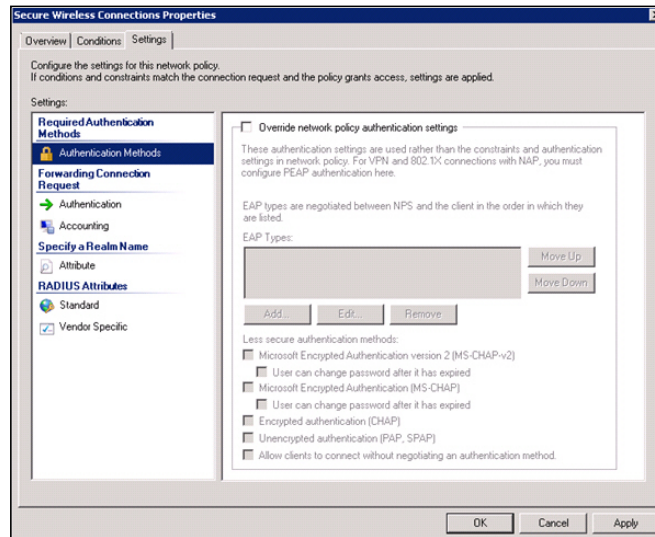 Secure Wireless Connections Properties
Overview
Conditions
Settings
Configure the settings for this network policy.
If conditions and constraints match the connection request and the policy grants access, settings are applied.
Settings:
Required Authentication
Methods
Authentication Methods
Forwarding Connection
Request
Authentication
Accounting
Specify a Realm Name
Attribute
RADIUS Attributes
Standard
Vendor Specific
Override network policy authentication settings
These authentication settings are used rather than the constraints and authentication
settings in network policy. For VPN and 802.1X connections with NAP, you must
configure PEAP authentication here.
EAP types are negotiated between NPS and the client in the order in which they
are listed.
EAP Types:
Move Up
Move Down
Add...
Edit...
Remove
Less secure authentication methods:
Microsoft Encrypted Authentication version 2 (MS-CHAP-v2)
User can change password after it has expired
Microsoft Encrypted Authentication (MS-CHAP)
User can change password after it has expired
Encrypted authentication (CHAP)
Unencrypted authentication (PAP, SPAP)
Allow clients to connect without negotiating an authentication method.
OK
Cancel
Apply